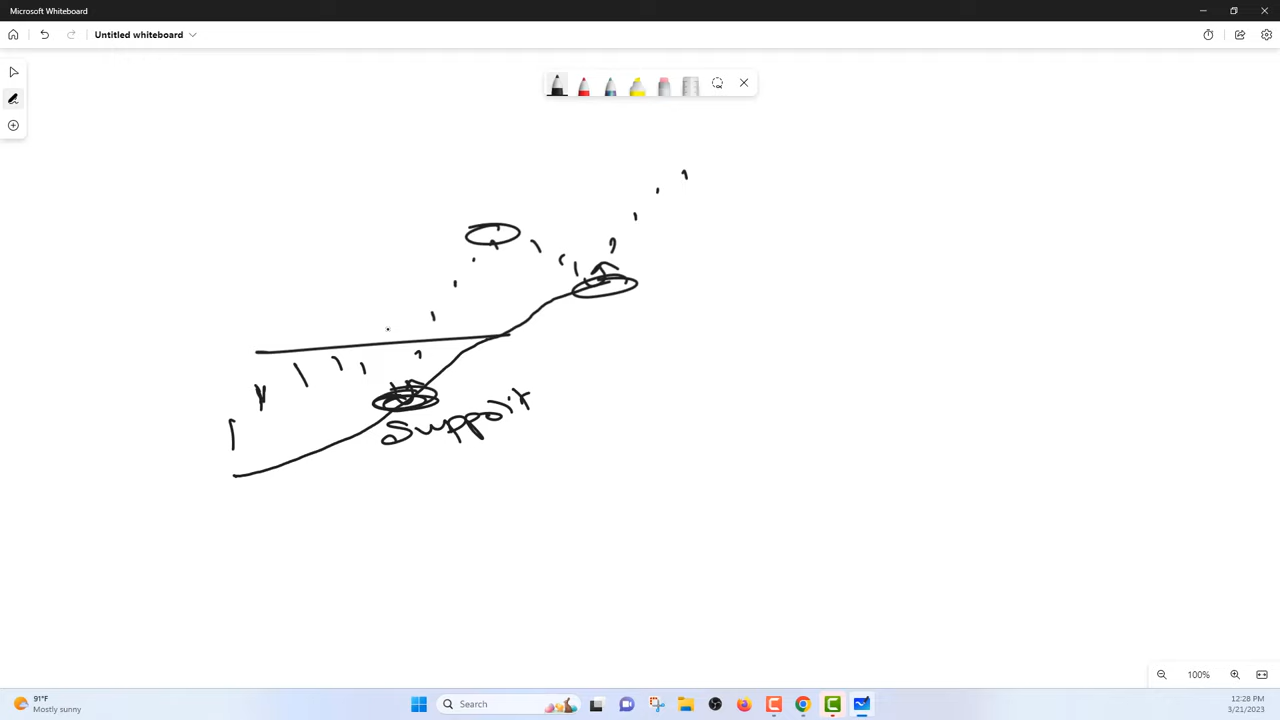 Microsoft Whiteboard
Untitled whiteboard
Support
100%
91°F
Mostly sunny
Search
12:28 PM
3/21/2023